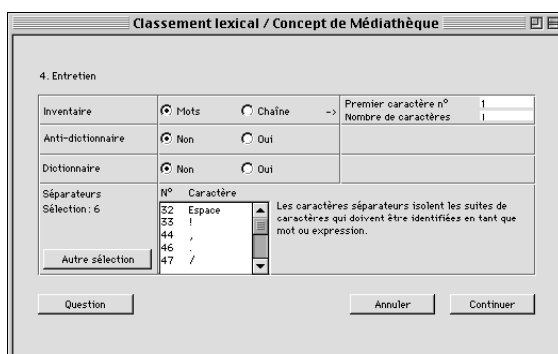 Classement lexical / Concept de Médiathèque
4. Entretien
Inventaire Mots Chaîne -> Premier caractère n° 1
Nombre de caractères
Anti-dictionnaire Non Oui
Dictionnaire Non Oui
Séparateurs N° Caractère
Sélection : 6
32 Espace
33 !
44 ,
46 .
47 /
Les caractères séparateurs isolent les suites de
caractères qui doivent être identifiées en tant que
mot ou expression.
Autre sélection
Question Annuler Continuer